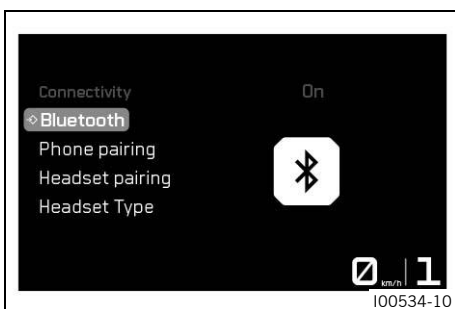 Connectivity On
Bluetooth
Phone pairing
Headset pairing
Headset Type
0 km/h 1
I00534-10